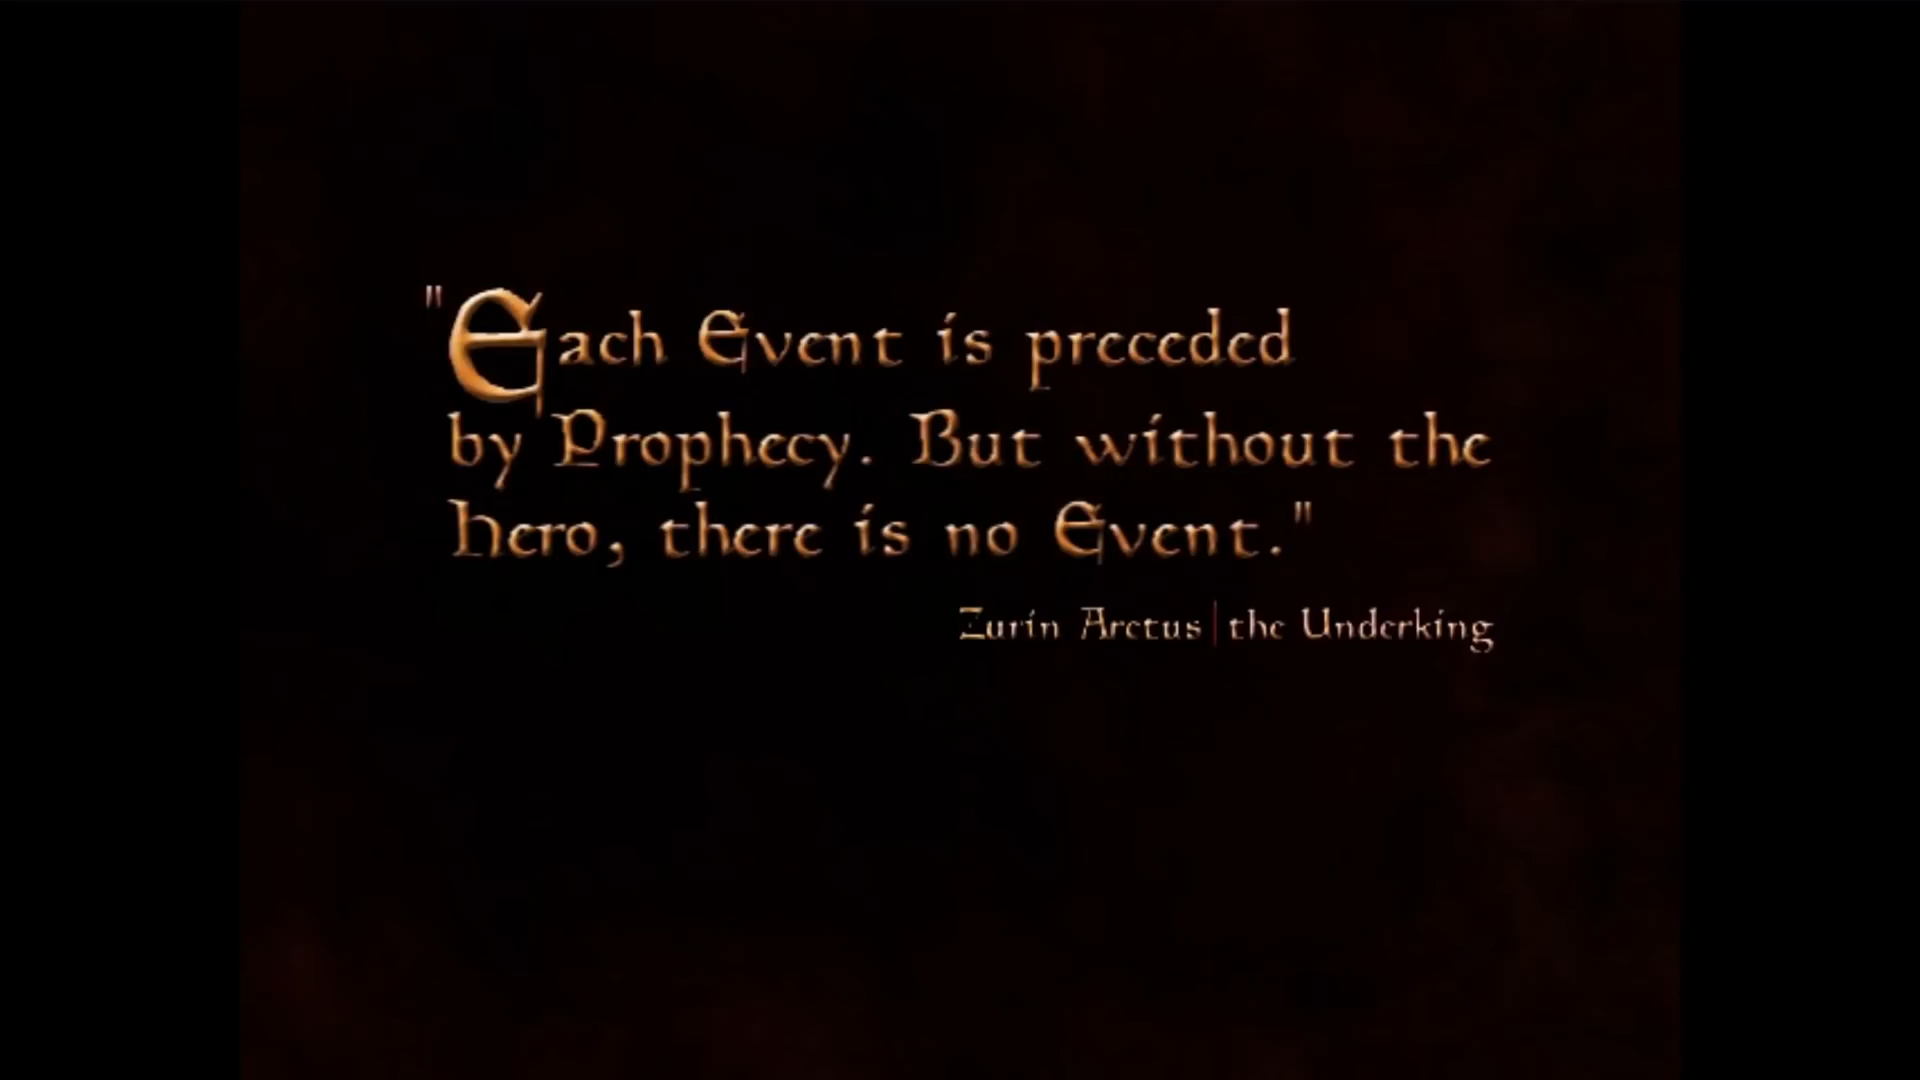 "Each Event is preceded
by Prophecy. But without the
hero, there is no Event."
Zurin Arctus|the Underking